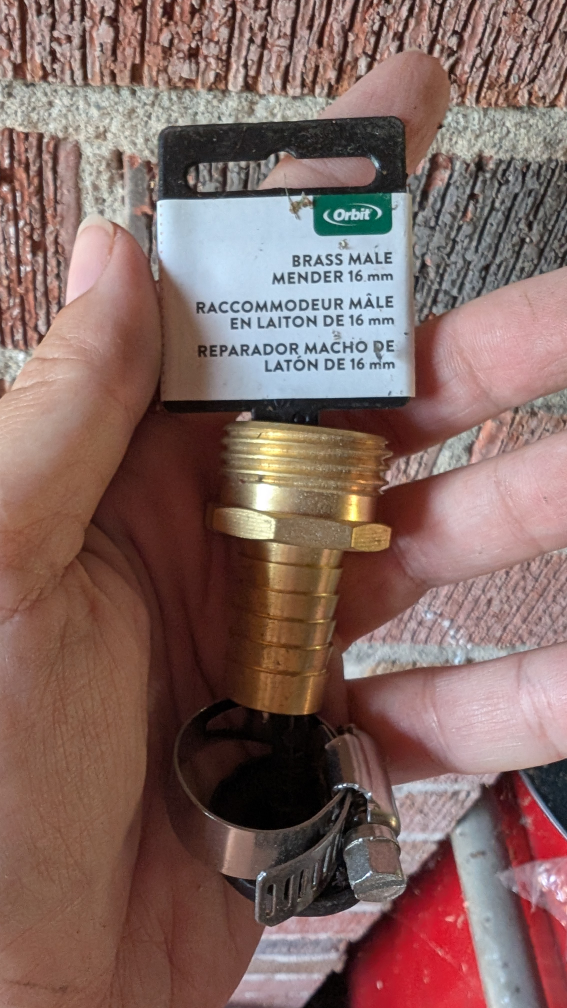 Orbit
BRASS MALE
MENDER 16 mm
RACCOMMODEUR MÂLE
EN LAITON DE 16 mm
REPARADOR MACHO DE
LATÓN DE 16 mm